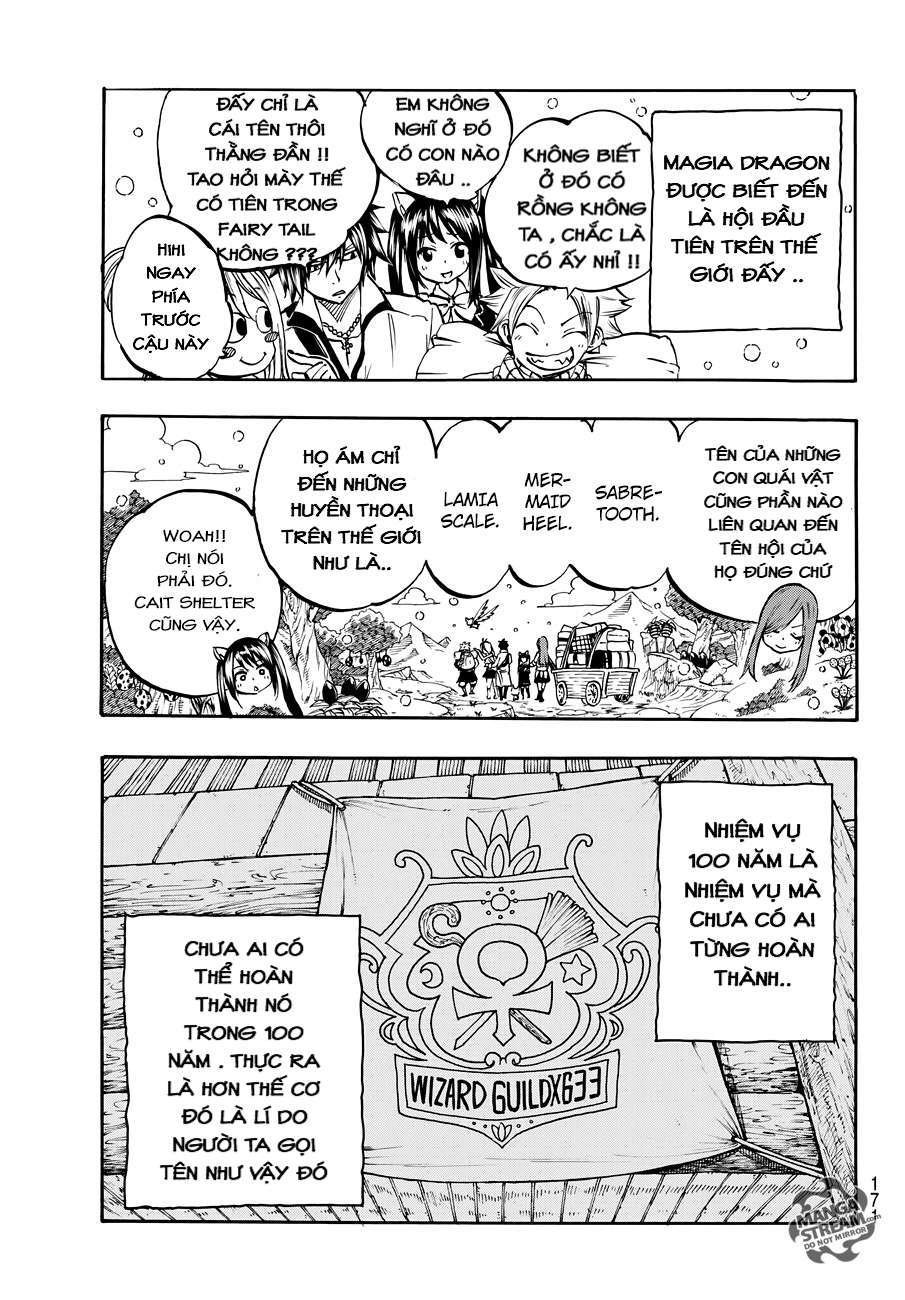 MAGIA DRAGON
ĐƯỢC BIẾT ĐẾN
LÀ HỘI ĐẦU
TIÊN TRÊN THẾ
GIỚI ĐẤY ..
KHÔNG BIẾT
Ở ĐÓ CÓ
RỒNG KHÔNG
TA , CHẮC LÀ
CÓ ẤY NHỈ !!
EM KHÔNG
NGHĨ Ở ĐÓ
CÓ CON NÀO
ĐÂU ..
ĐẤY CHỈ LÀ
CÁI TÊN THÔI
THẰNG ĐẦN !!
TAO HỎI MÀY THẾ
CÓ TIÊN TRONG
FAIRY TAIL
KHÔNG ???
HIHI
NGAY
PHÍA
TRƯỚC
CẬU NÀY
TÊN CỦA NHỮNG
CON QUÁI VẬT
CŨNG PHẦN NÀO
LIÊN QUAN ĐẾN
TÊN HỘI CỦA
HỌ ĐÚNG CHỨ
SABRE-
TOOTH.
MER-
MAID
HEEL.
LAMIA
SCALE.
HỌ ÁM CHỈ
ĐẾN NHỮNG
HUYỀN THOẠI
TRÊN THẾ GIỚI
NHƯ LÀ..
WOAH!!
CHỊ NÓI
PHẢI ĐÓ.
CAIT SHELTER
CŨNG VẬY.
NHIỆM VỤ
100 NĂM LÀ
NHIỆM VỤ MÀ
CHƯA CÓ AI
TỪNG HOÀN
THÀNH..
CHƯA AI CÓ
THỂ HOÀN
THÀNH NÓ
TRONG 100
NĂM . THỰC RA
LÀ HƠN THẾ CƠ
ĐÓ LÀ LÍ DO
NGƯỜI TA GỌI
TÊN NHƯ VẬY ĐÓ
WIZARD GUILDX633
171
MANGA
STREAM.com
DO NOT MIRROR!